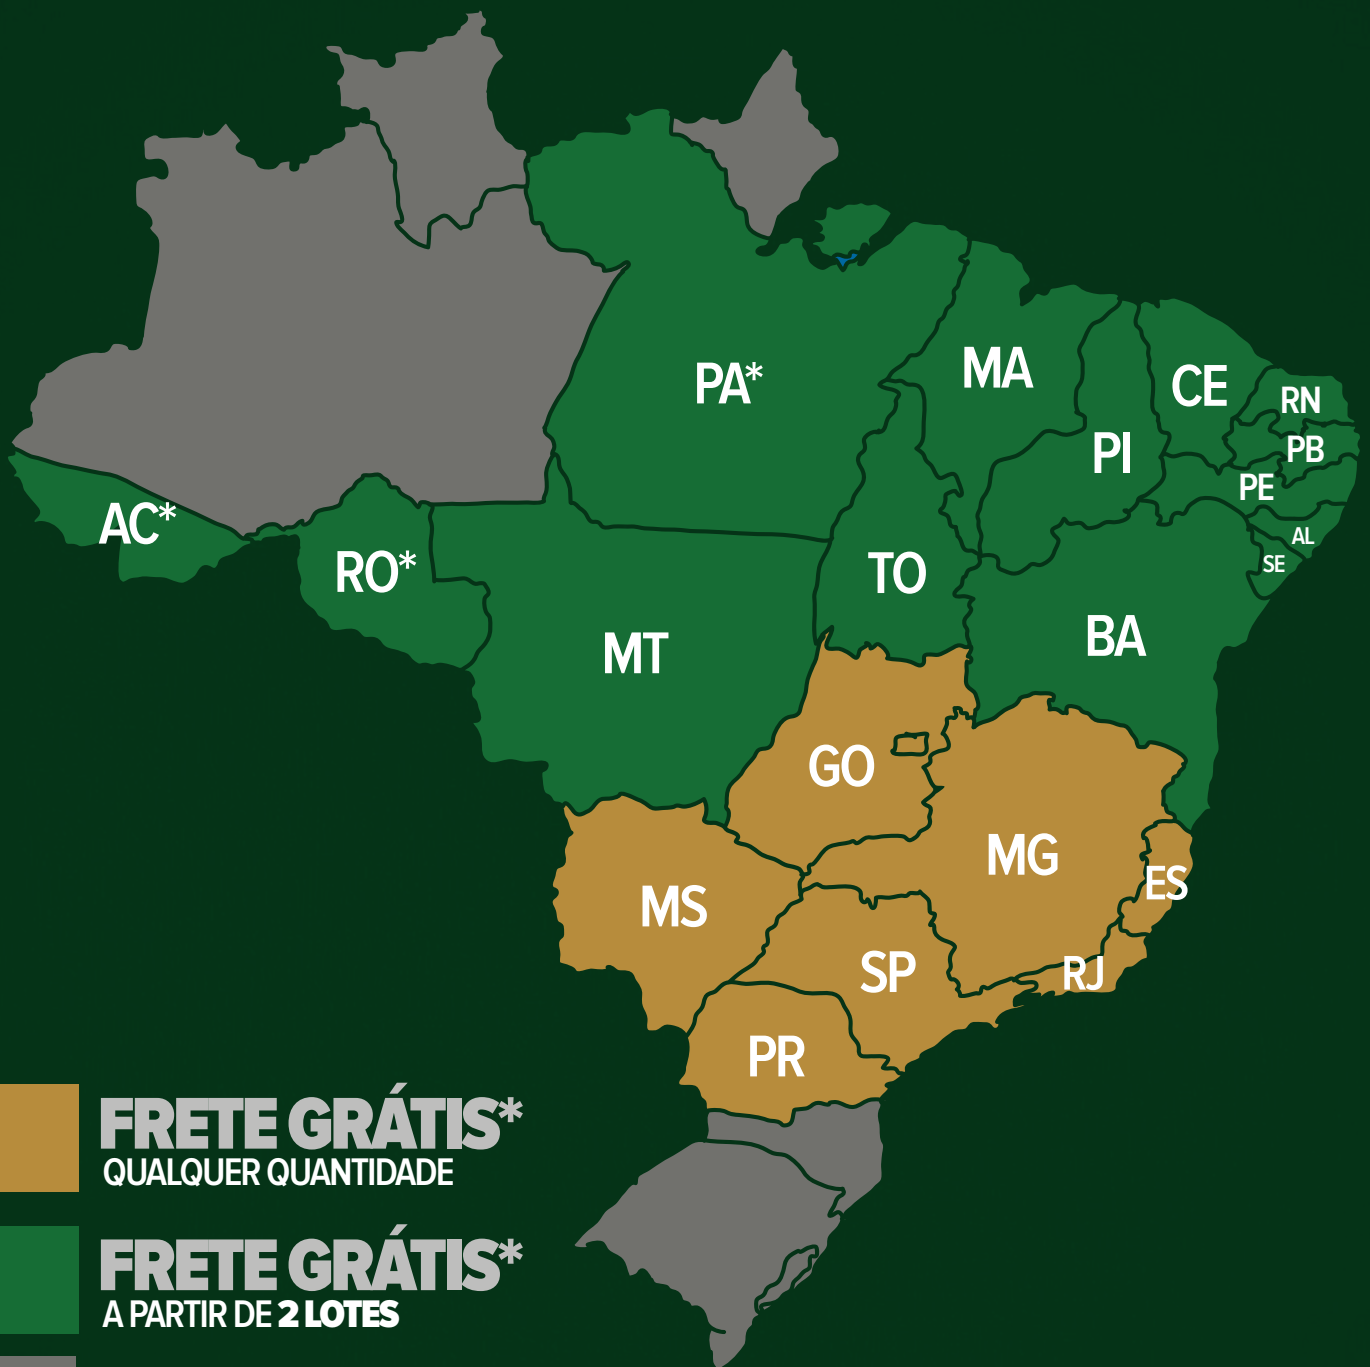 PA*
MA
CE
RN
PI
PB
PE
AC*
AL
RO*
TO
SE
MT
BA
GO
MG
MS
ES
SP
RJ
PR
FRETE GRÁTIS*
QUALQUER QUANTIDADE
FRETE GRÁTIS*
A PARTIR DE 2 LOTES